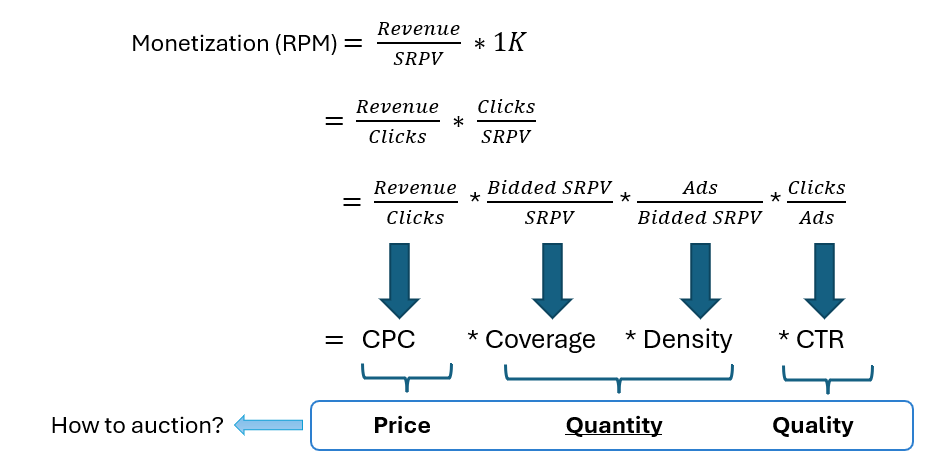 Monetization (RPM) = Revenue/SRPV * 1K
= Revenue/Clicks * Clicks/SRPV
= Revenue/Clicks * Bidded SRPV/SRPV * Ads/Bidded SRPV * Clicks/Ads
= CPC * Coverage * Density * CTR
How to auction? Price Quantity Quality